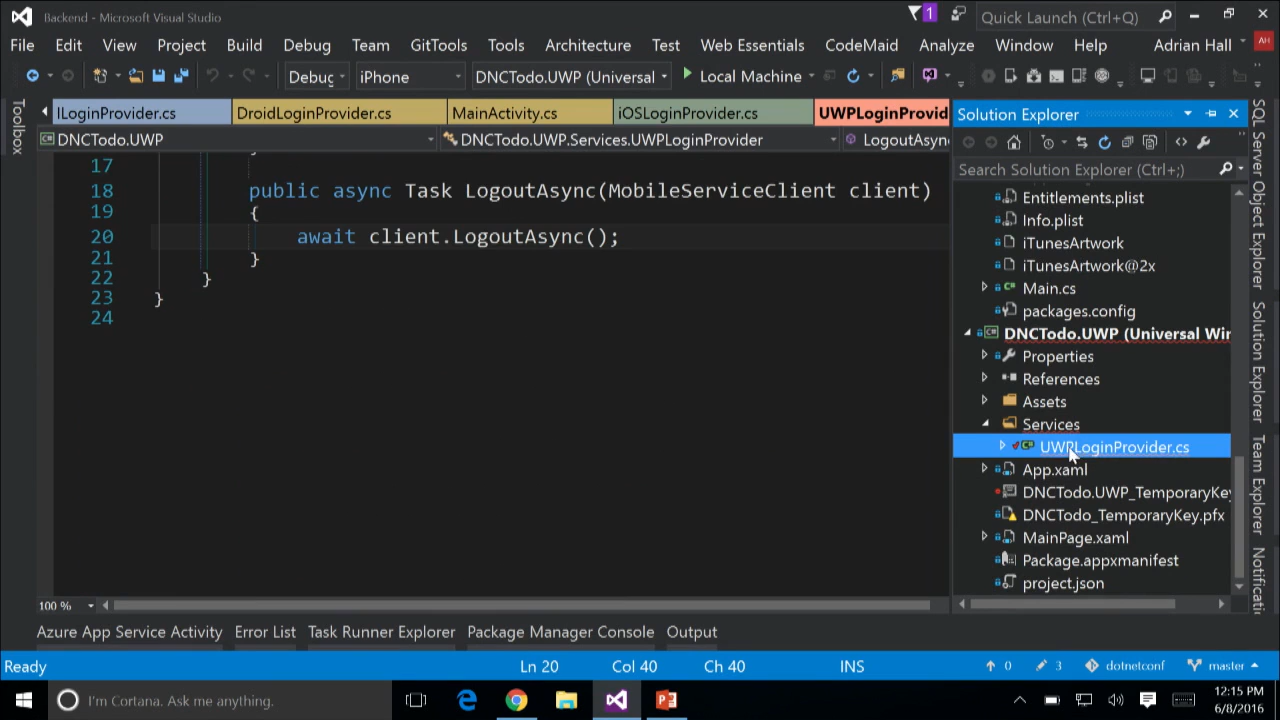 Backend - Microsoft Visual Studio
1
Quick Launch (Ctrl+Q)
File Edit View Project Build Debug Team GitTools Tools Architecture Test Web Essentials CodeMaid Analyze Window Help Adrian Hall AH
Debug iPhone DNCTodo.UWP (Universal Local Machine
Toolbox
ILoginProvider.cs DroidLoginProvider.cs MainActivity.cs iOSLoginProvider.cs UWPLoginProvid
DNCTodo.UWP DNCTodo.UWP.Services.UWPLoginProvider LogoutAsyn
17
18 public async Task LogoutAsync(MobileServiceClient client)
19 {
20 await client.LogoutAsync();
21 }
22 }
23 }
24
100 %
Solution Explorer
Search Solution Explorer (Ctrl+;)
Entitlements.plist
Info.plist
iTunesArtwork
iTunesArtwork@2x
Main.cs
packages.config
DNCTodo.UWP (Universal Win
Properties
References
Assets
Services
UWPLoginProvider.cs
App.xaml
DNCTodo.UWP_TemporaryKey
DNCTodo_TemporaryKey.pfx
MainPage.xaml
Package.appxmanifest
project.json
SQL Server Object Explorer
Solution Explorer
Team Explorer
Notificati
Azure App Service Activity Error List Task Runner Explorer Package Manager Console Output
Ready Ln 20 Col 40 Ch 40 INS 0 3 dotnetconf master
I'm Cortana. Ask me anything.
12:15 PM
6/8/2016